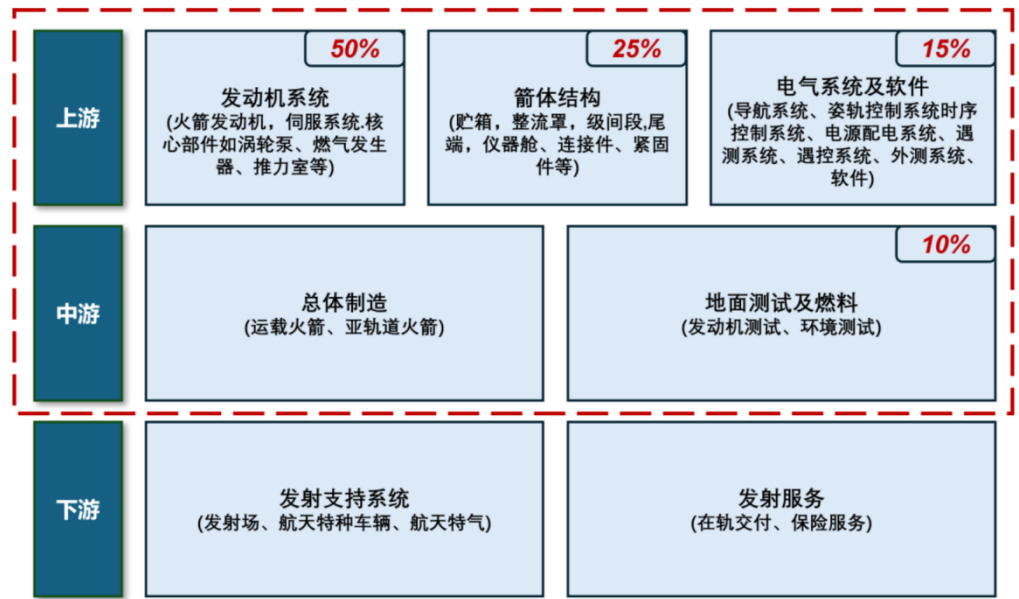 上游
50%
发动机系统
(火箭发动机，伺服系统.核
心部件如涡轮泵、燃气发生
器、推力室等)
25%
箭体结构
(贮箱，整流罩，级间段,尾
端，仪器舱、连接件、紧固
件等)
15%
电气系统及软件
(导航系统、姿轨控制系统时序
控制系统、电源配电系统、遇
测系统、遇控系统、外测系统、
软件)
中游
总体制造
(运载火箭、亚轨道火箭)
10%
地面测试及燃料
(发动机测试、环境测试)
下游
发射支持系统
(发射场、航天特种车辆、航天特气)
发射服务
(在轨交付、保险服务)